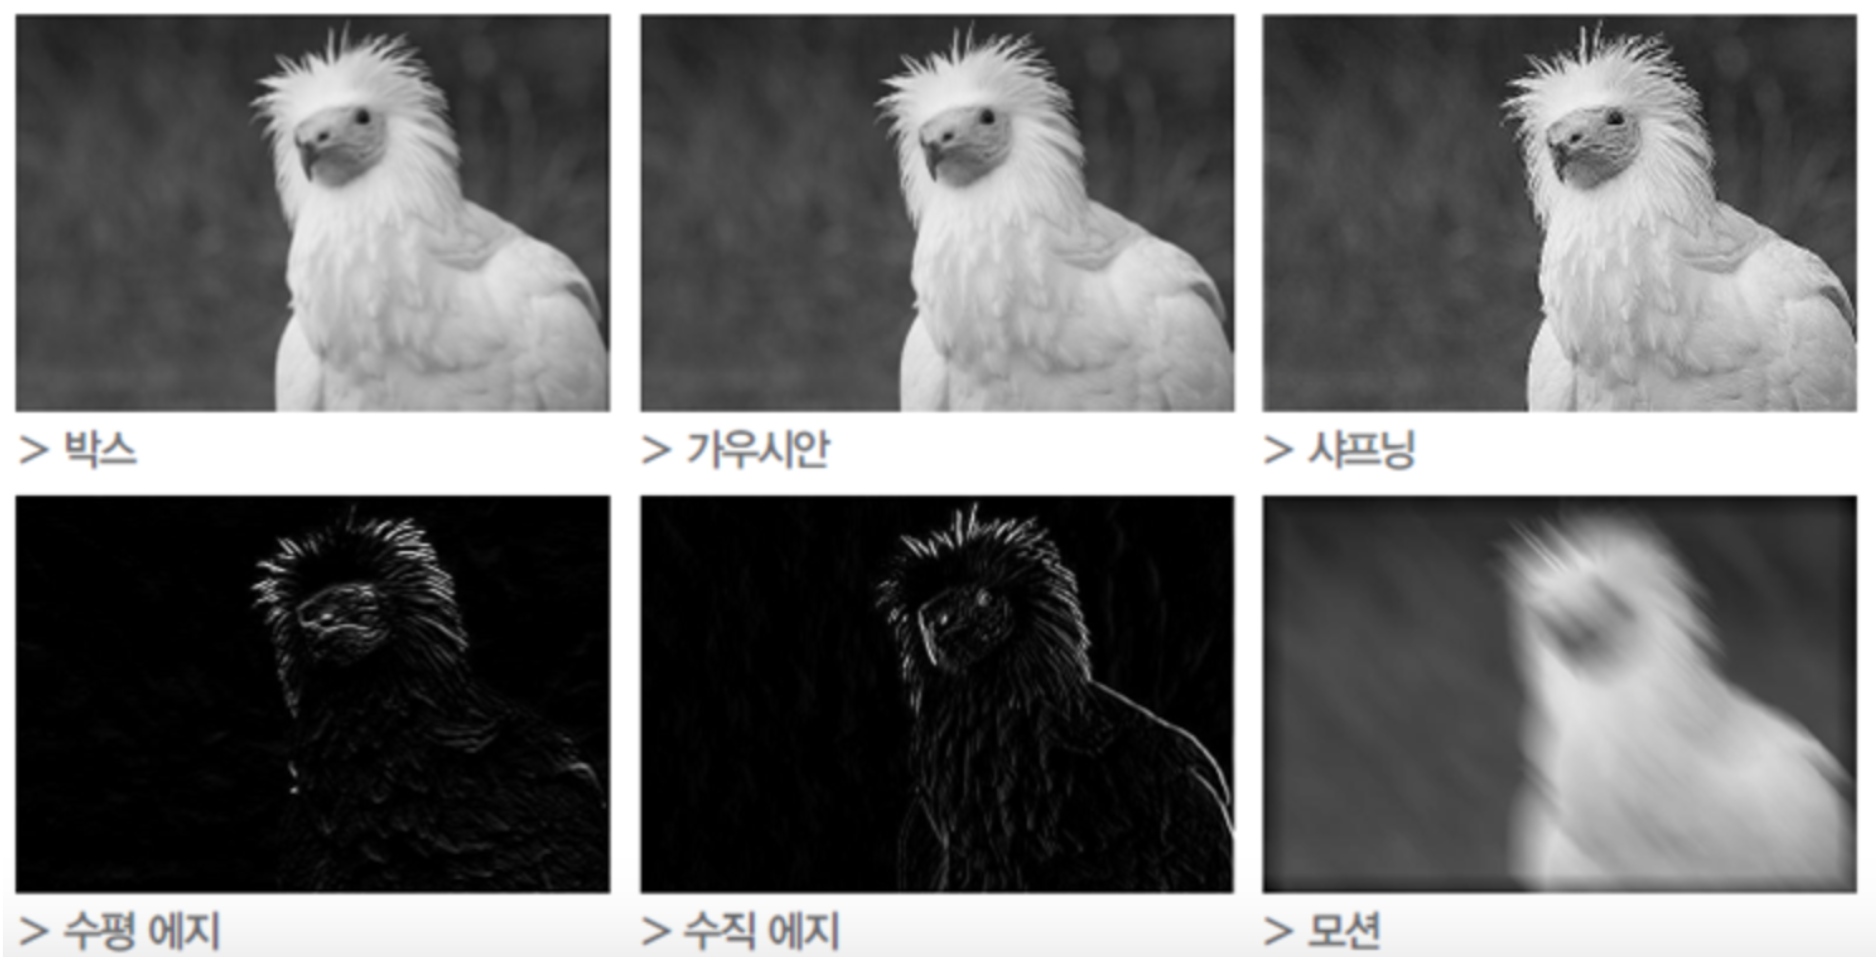 > 박스
> 가우시안
> 샤프닝
> 수평 에지
> 수직 에지
> 모션